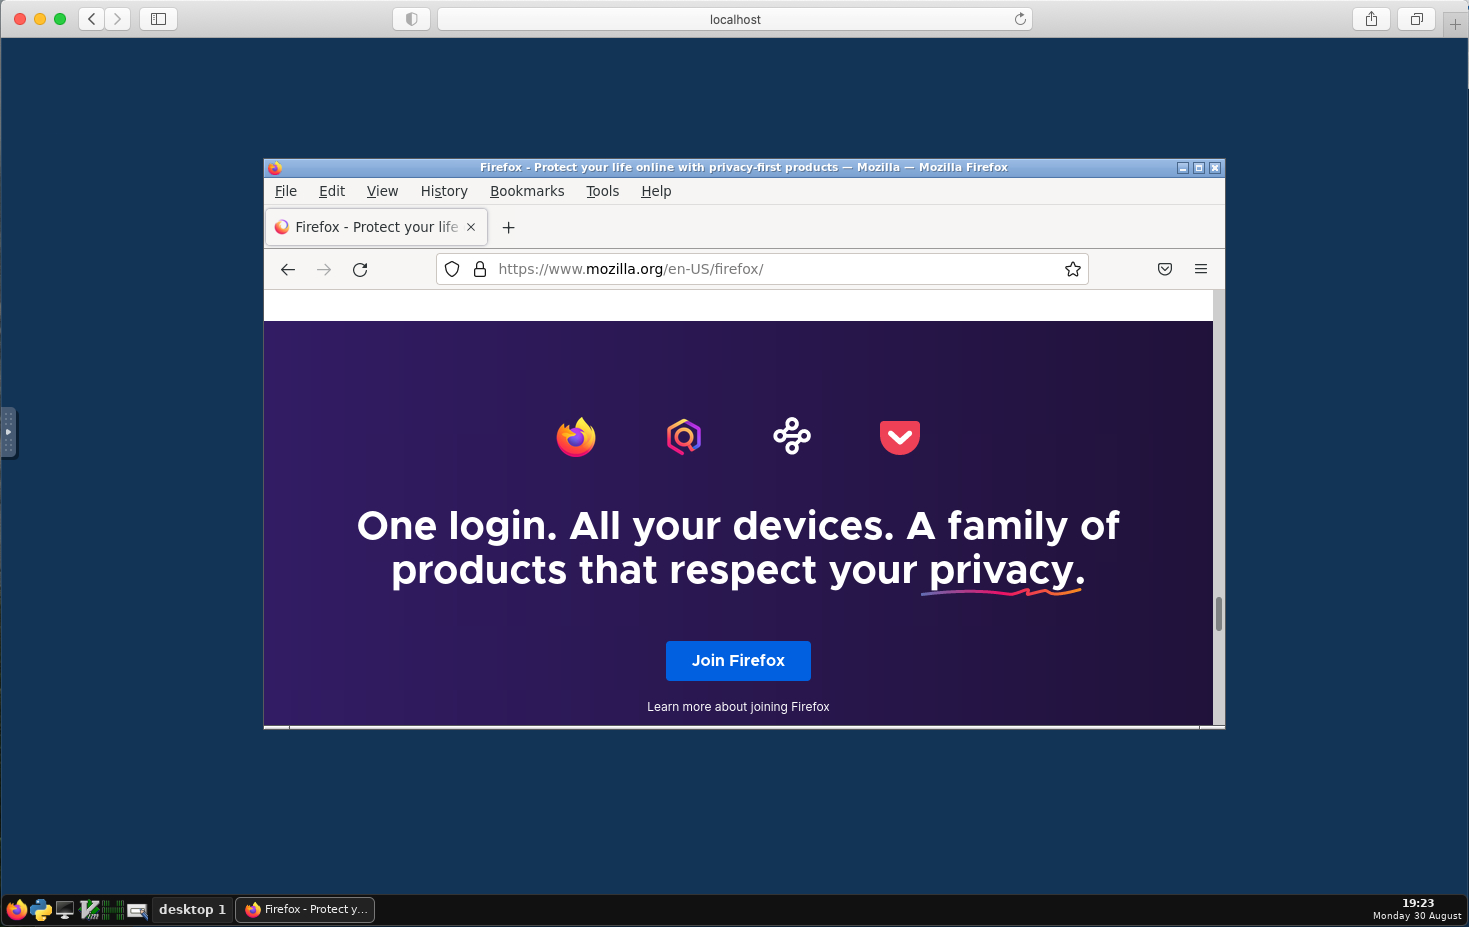 localhost
Firefox - Protect your life online with privacy-first products — Mozilla — Mozilla Firefox
File Edit View History Bookmarks Tools Help
Firefox - Protect your life
https://www.mozilla.org/en-US/firefox/
One login. All your devices. A family of
products that respect your privacy.
Join Firefox
Learn more about joining Firefox
desktop 1
Firefox - Protect y...
19:23
Monday 30 August